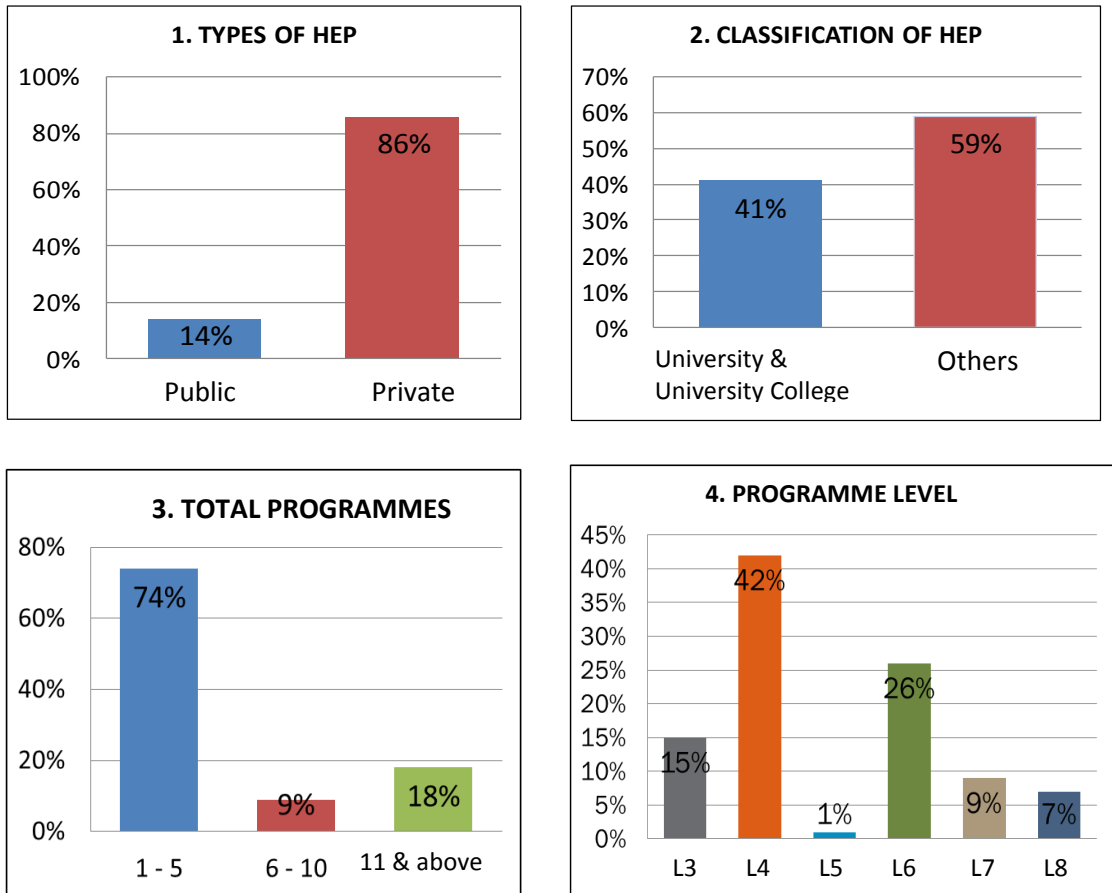 1. TYPES OF HEP
100%
80%
60%
40%
20%
0%
86%
14%
Public
Private
2. CLASSIFICATION OF HEP
70%
60%
50%
40%
30%
20%
10%
0%
41%
59%
University &
University College
Others
3. TOTAL PROGRAMMES
80%
60%
40%
20%
0%
74%
9%
18%
1 - 5
6 - 10
11 & above
4. PROGRAMME LEVEL
45%
40%
35%
30%
25%
20%
15%
10%
5%
0%
15%
42%
1%
26%
9%
7%
L3
L4
L5
L6
L7
L8